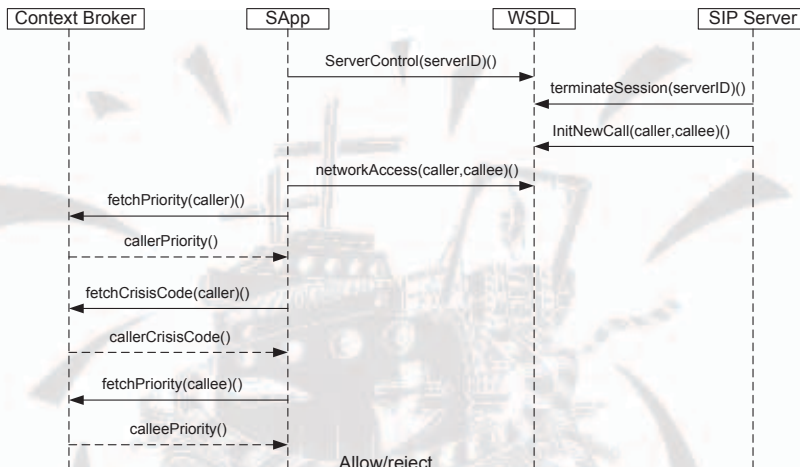 Context Broker
SApp
WSDL
SIP Server
ServerControl(serverID)()
terminateSession(serverID)()
InitNewCall(caller,callee)()
networkAccess(caller,callee)()
fetchPriority(caller)()
callerPriority()
fetchCrisisCode(caller)()
callerCrisisCode()
fetchPriority(callee)()
calleePriority()
Allow/reject